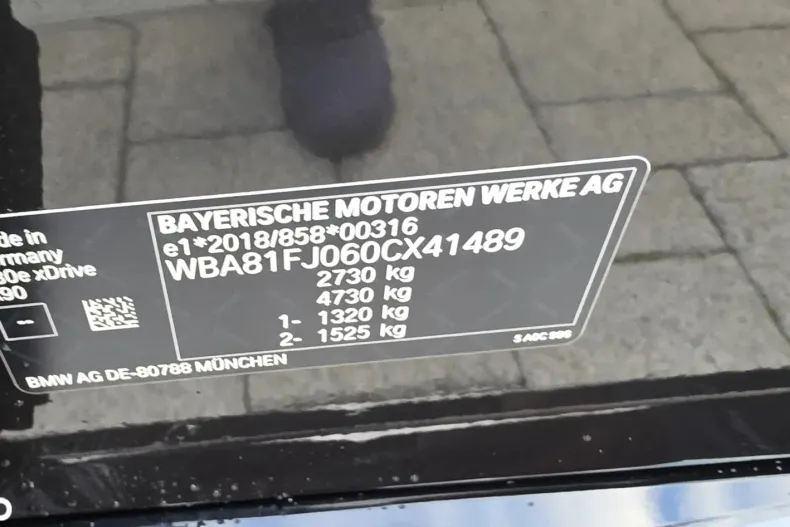 de in
rmany
30e xDrive
90
--
BAYERISCHE MOTOREN WERKE AG
e1*2018/858*00316
WBA81FJ060CX41489
2730 kg
4730 kg
1- 1320 kg
2- 1525 kg
BMW AG DE-80788 MÜNCHEN